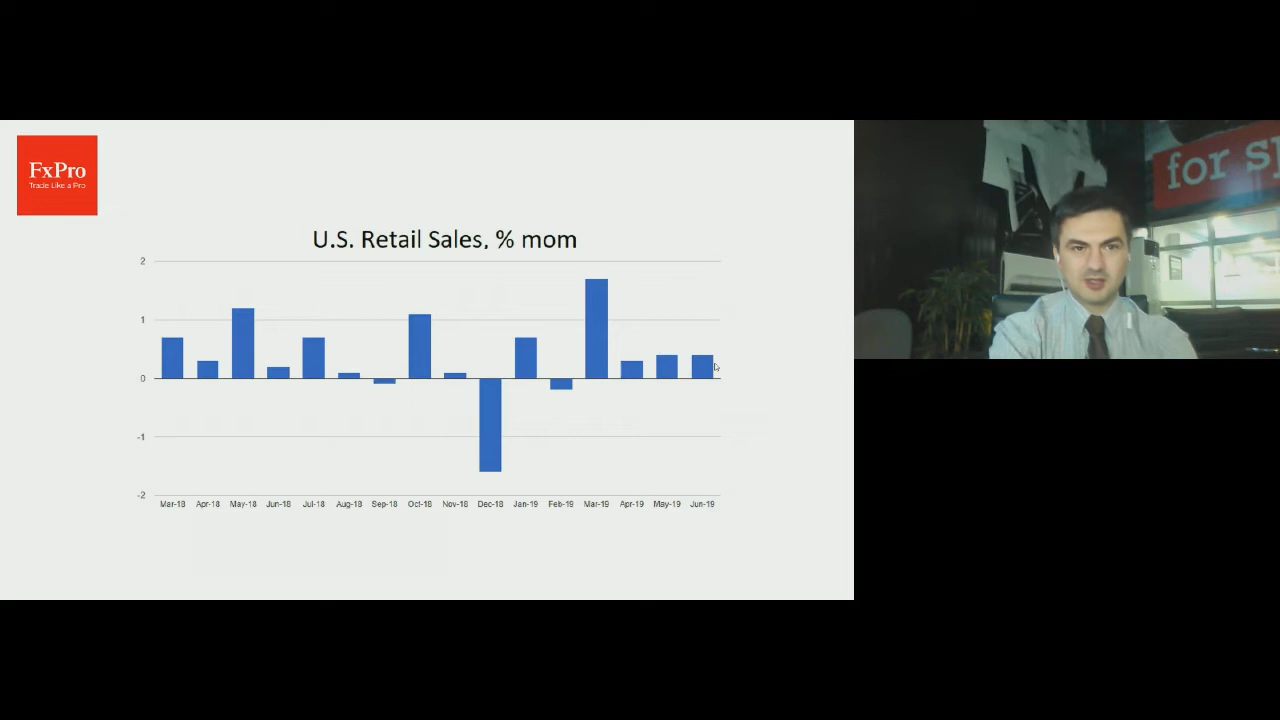 FxPro
Trade Like a Pro
U.S. Retail Sales, % mom
2
1
0
-1
-2
Mar-18 Apr-18 May-18 Jun-18 Jul-18 Aug-18 Sep-18 Oct-18 Nov-18 Dec-18 Jan-19 Feb-19 Mar-19 Apr-19 May-19 Jun-19
for sp